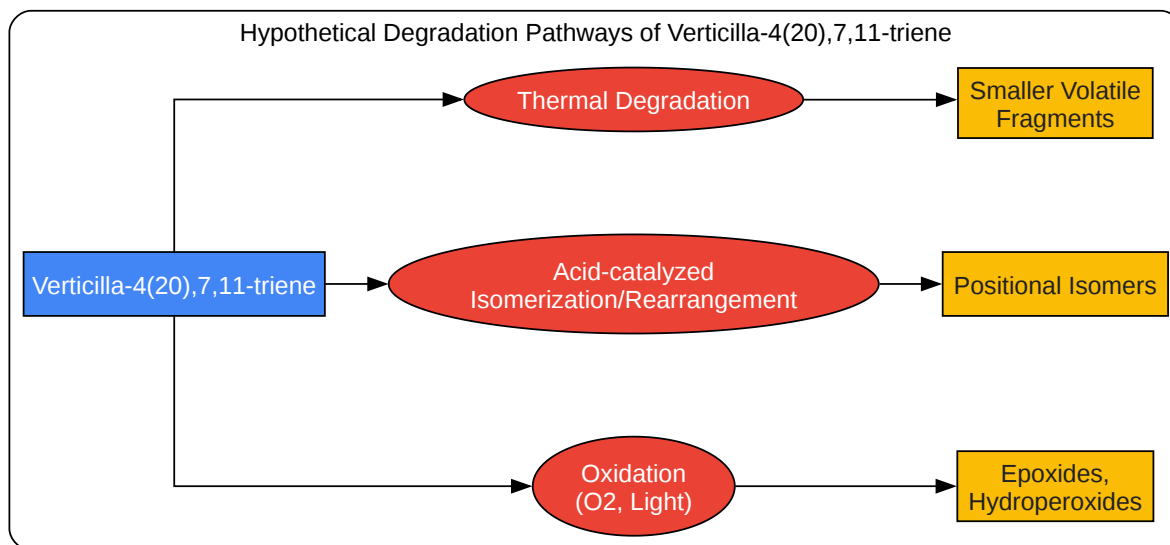 Hypothetical Degradation Pathways of Verticilla-4(20),7,11-triene
Thermal Degradation
Smaller Volatile
Fragments
Verticilla-4(20),7,11-triene
Acid-catalyzed
Isomerization/Rearrangement
Positional Isomers
Oxidation
(O2, Light)
Epoxides,
Hydroperoxides